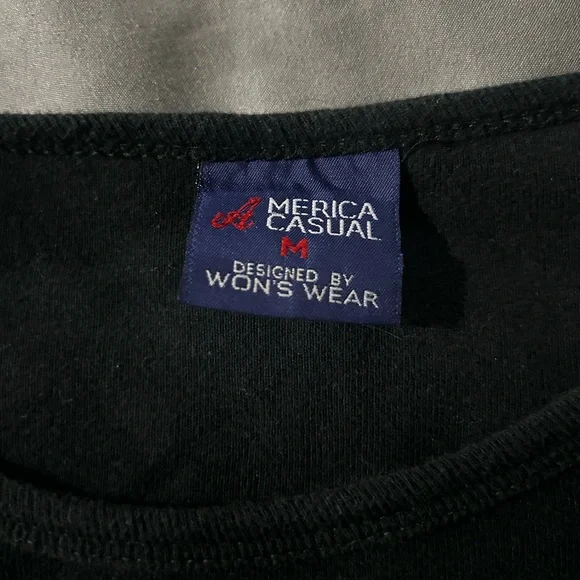 AMERICA
CASUAL
M
DESIGNED BY
WON'S WEAR